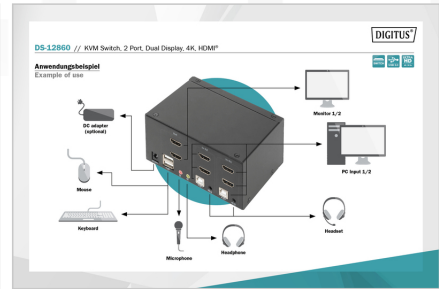 DIGITUS®
DS-12860 // KVM Switch, 2 Port, Dual Display, 4K, HDMI®
Anwendungsbeispiel
Example of use
Monitor 1/2
DC adapter
(optional)
PC Input 1/2
Mouse
Keyboard
Microphone
Headphone
Headset